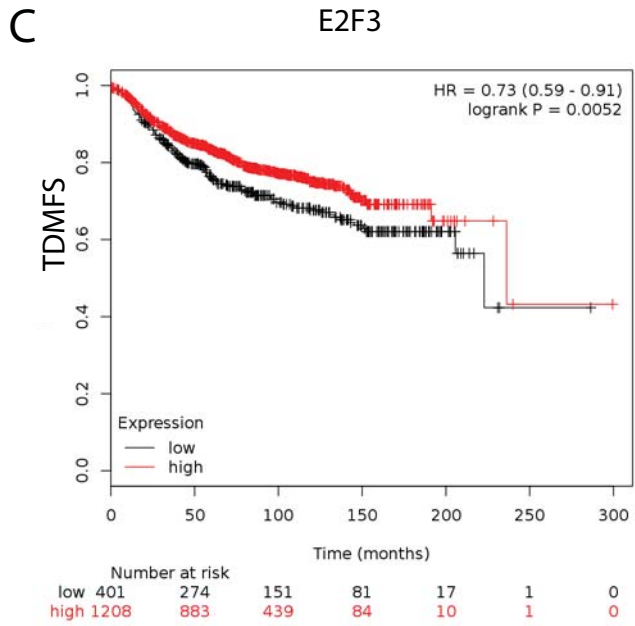 C
E2F3
HR = 0.73 (0.59 - 0.91)
logrank P = 0.0052
TDMFS
1.0
0.8
0.6
0.4
0.2
0.0
Expression
low
high
0 50 100 150 200 250 300
Time (months)
Number at risk
low 401 274 151 81 17 1 0
high 1208 883 439 84 10 1 0